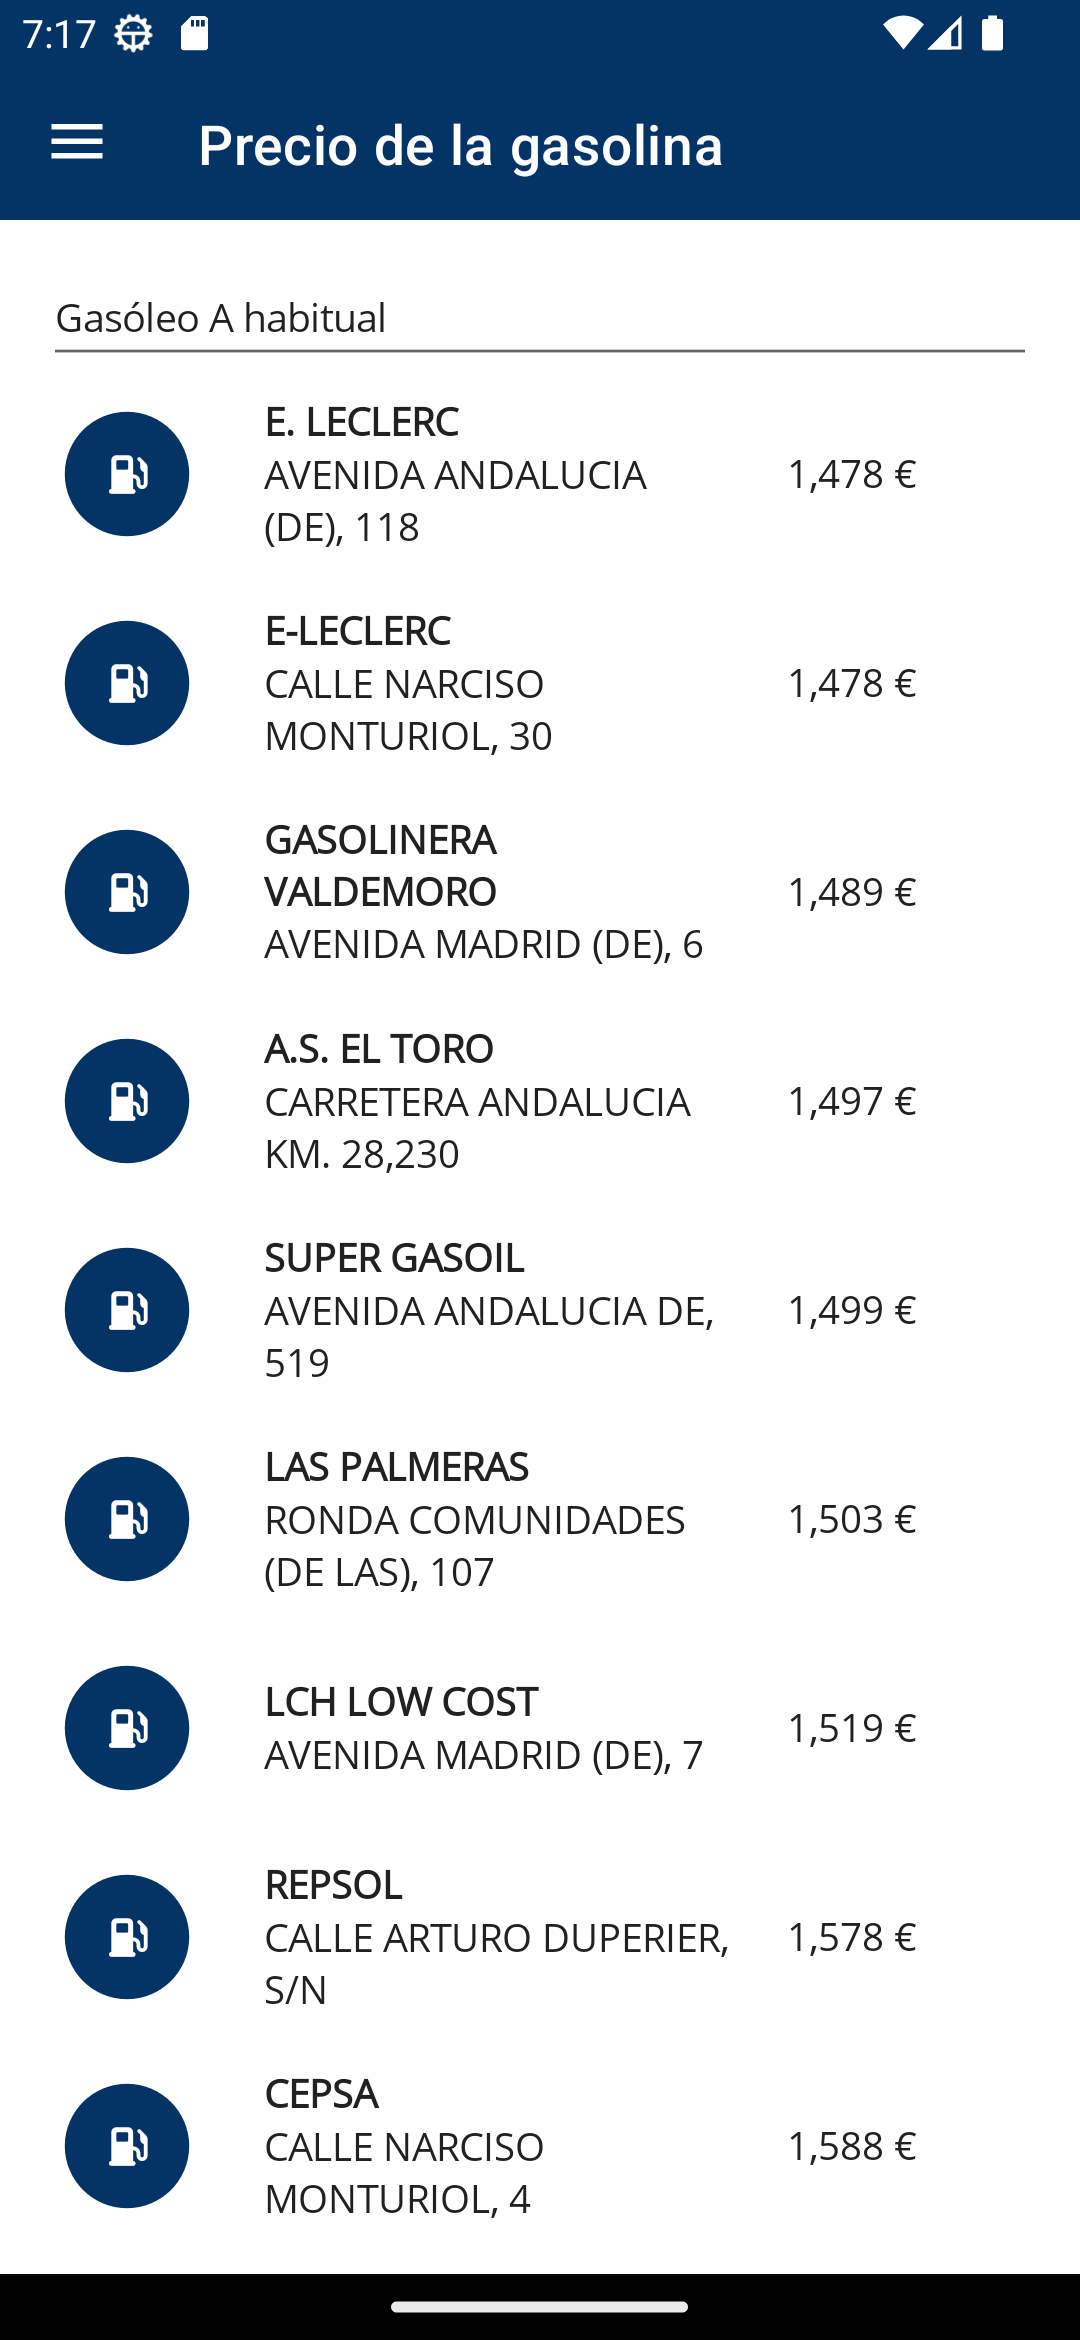 7:17
Precio de la gasolina
Gasóleo A habitual
E. LECLERC
AVENIDA ANDALUCIA
(DE), 118
1,478 €
E-LECLERC
CALLE NARCISO
MONTURIOL, 30
1,478 €
GASOLINERA
VALDEMORO
AVENIDA MADRID (DE), 6
1,489 €
A.S. EL TORO
CARRETERA ANDALUCIA
KM. 28,230
1,497 €
SUPER GASOIL
AVENIDA ANDALUCIA DE,
519
1,499 €
LAS PALMERAS
RONDA COMUNIDADES
(DE LAS), 107
1,503 €
LCH LOW COST
AVENIDA MADRID (DE), 7
1,519 €
REPSOL
CALLE ARTURO DUPERIER,
S/N
1,578 €
CEPSA
CALLE NARCISO
MONTURIOL, 4
1,588 €